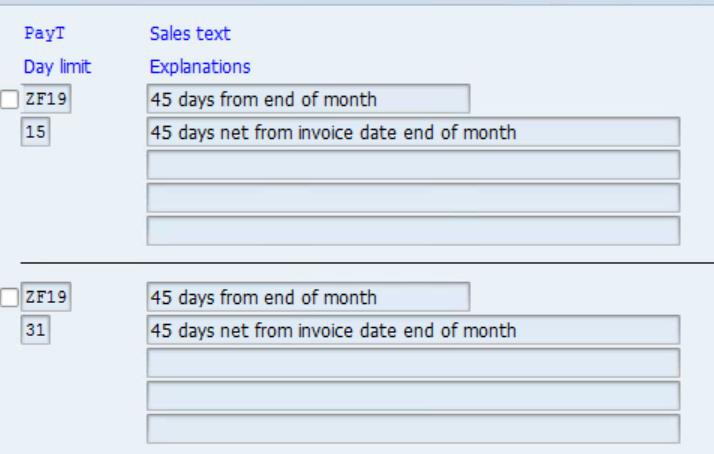 PayT Sales text
Day limit Explanations
ZF19 45 days from end of month
15 45 days net from invoice date end of month
ZF19 45 days from end of month
31 45 days net from invoice date end of month